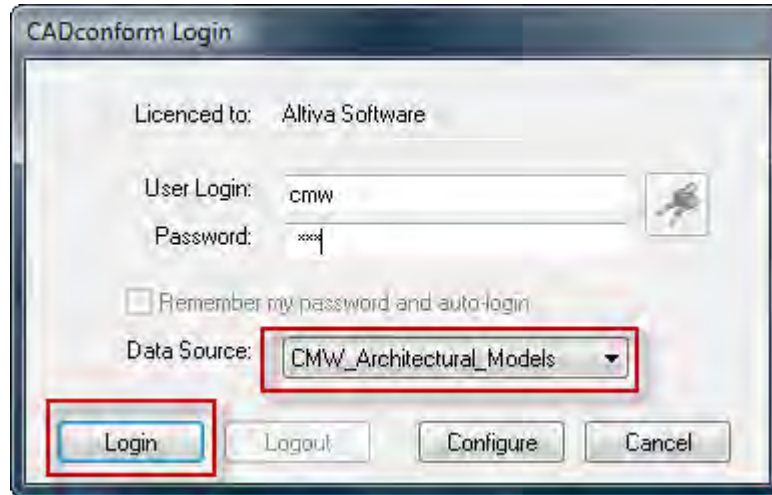 CADconform Login
Licenced to: Altiva Software
User Login: cmw
Password: ***
Remember my password and auto-login
Data Source: CMW_Architectural_Models
Login Logout Configure Cancel